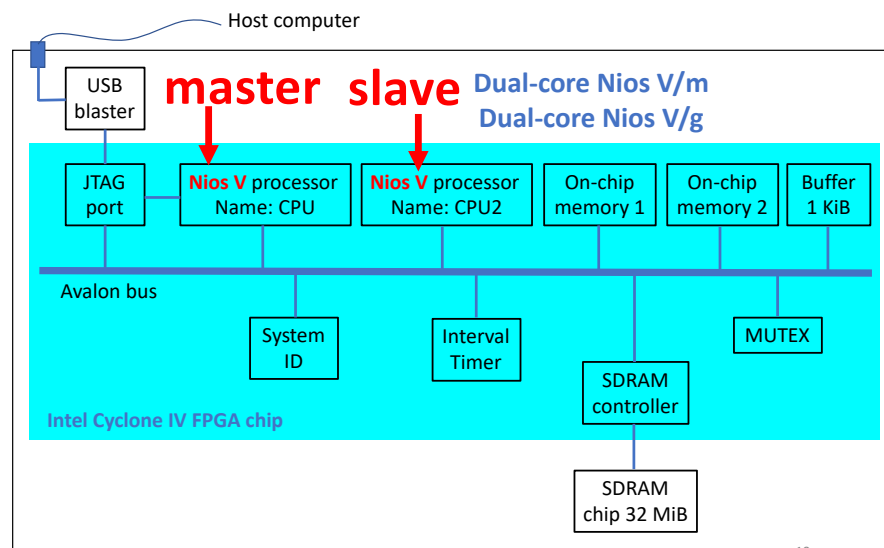 Host computer
USB
blaster
master
slave
Dual-core Nios V/m
Dual-core Nios V/g
JTAG
port
Nios V processor
Name: CPU
Nios V processor
Name: CPU2
On-chip
memory 1
On-chip
memory 2
Buffer
1 KiB
Avalon bus
System
ID
Interval
Timer
MUTEX
SDRAM
controller
Intel Cyclone IV FPGA chip
SDRAM
chip 32 MiB